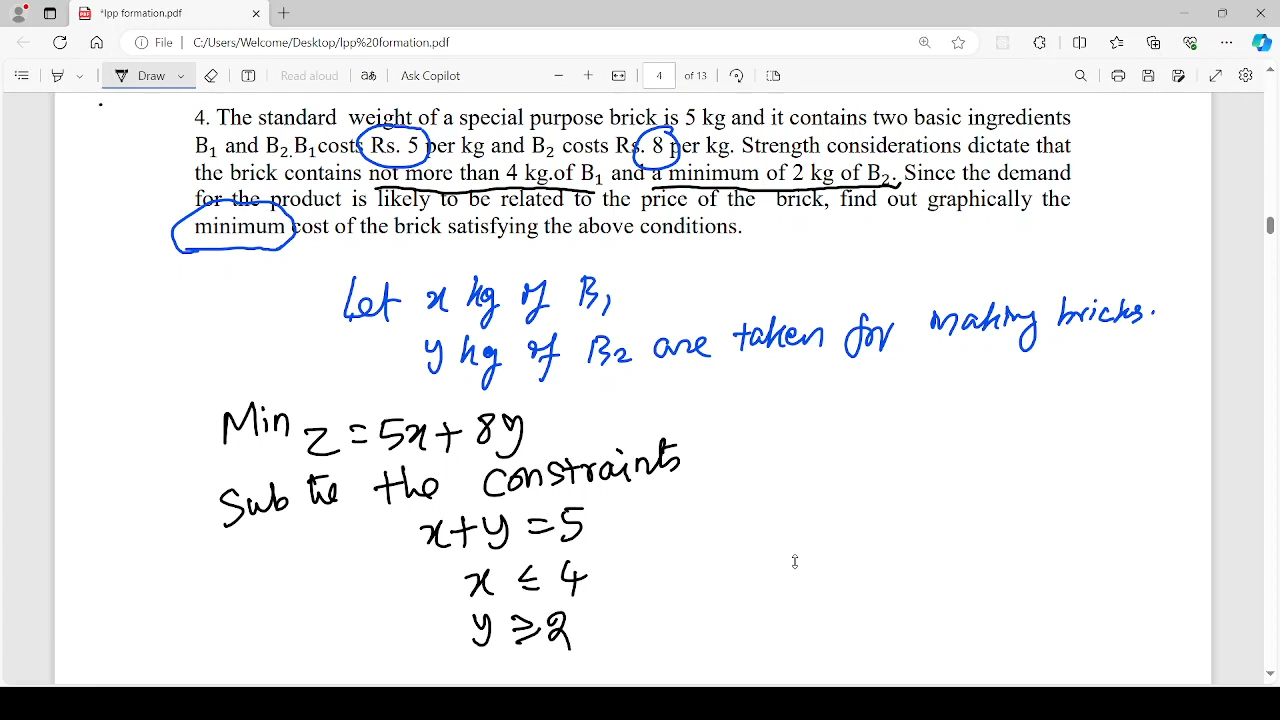 *lpp formation.pdf
File C:/Users/Welcome/Desktop/lpp%20formation.pdf
Draw Read aloud aあ Ask Copilot 4 of 13
4. The standard weight of a special purpose brick is 5 kg and it contains two basic ingredients
B₁ and B₂.B₁costs Rs. 5 per kg and B₂ costs Rs. 8 per kg. Strength considerations dictate that
the brick contains not more than 4 kg.of B₁ and a minimum of 2 kg of B₂. Since the demand
for the product is likely to be related to the price of the brick, find out graphically the
minimum cost of the brick satisfying the above conditions.
Let x kg of B₁
y kg of B2 are taken for making bricks.
Min Z = 5x + 8y
Sub to the constraints
x + y = 5
x ≤ 4
y ≥ 2